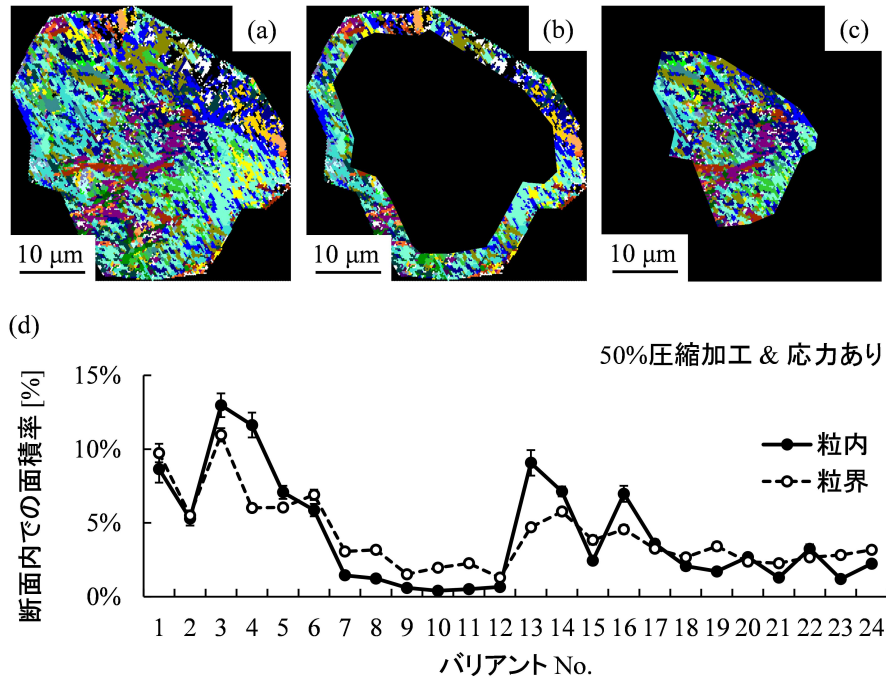 (a)
(b)
(c)
10 μm
10 μm
10 μm
(d)
50%圧縮加工 & 応力あり
断面内での面積率 [%]
15%
10%
5%
0%
粒内
粒界
1 2 3 4 5 6 7 8 9 10 11 12 13 14 15 16 17 18 19 20 21 22 23 24
バリアント No.